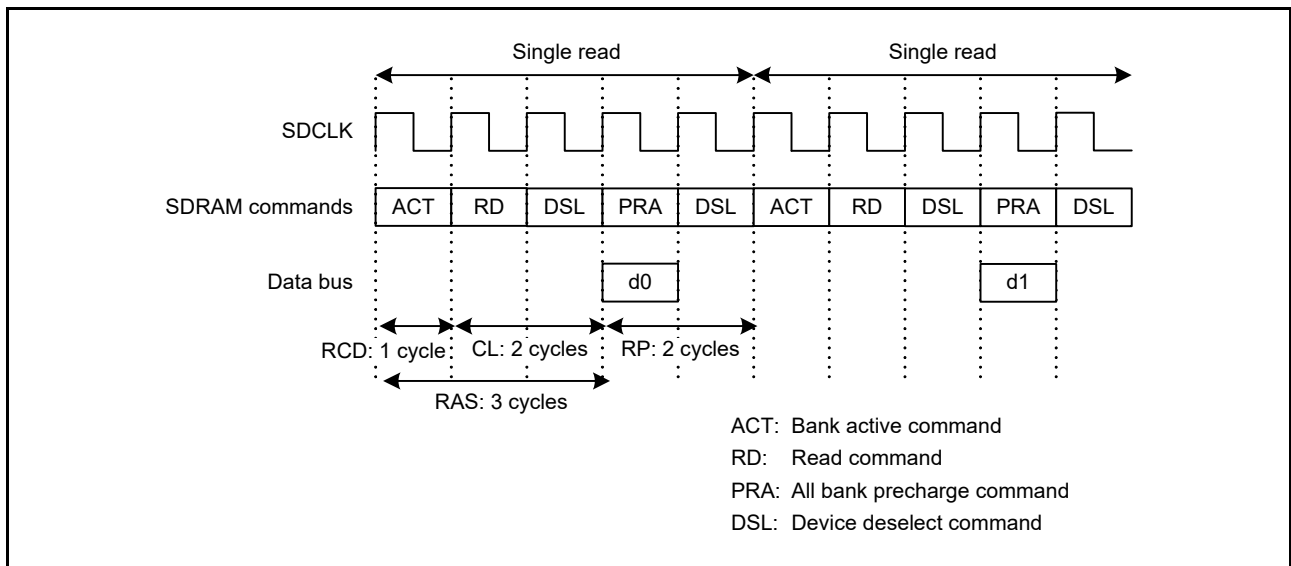 Single read Single read
SDCLK
SDRAM commands ACT RD DSL PRA DSL ACT RD DSL PRA DSL
Data bus d0 d1
RCD: 1 cycle CL: 2 cycles RP: 2 cycles
RAS: 3 cycles
ACT: Bank active command
RD: Read command
PRA: All bank precharge command
DSL: Device deselect command